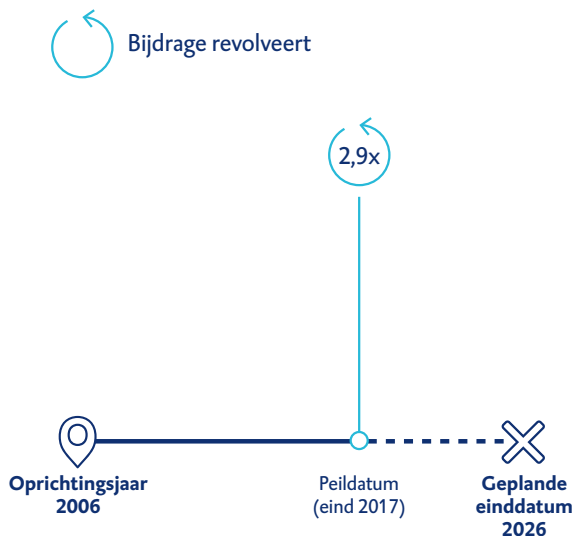 Bijdrage revolveert
2,9x
Oprichtingsjaar
2006
Peildatum
(eind 2017)
Geplande
einddatum
2026